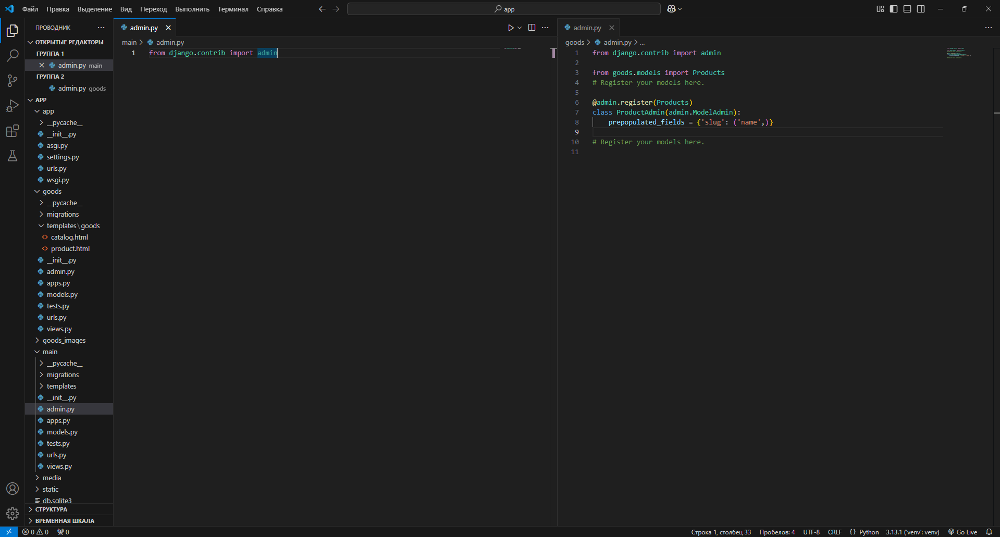 Файл Правка Выделение Вид Переход Выполнить Терминал Справка
app
ПРОВОДНИК
ОТКРЫТЫЕ РЕДАКТОРЫ
ГРУППА 1
admin.py main
ГРУППА 2
admin.py goods
APP
app
__pycache__
__init__.py
asgi.py
settings.py
urls.py
wsgi.py
goods
__pycache__
migrations
templates\goods
catalog.html
product.html
__init__.py
admin.py
apps.py
models.py
tests.py
urls.py
views.py
goods_images
main
__pycache__
migrations
templates
__init__.py
admin.py
apps.py
models.py
tests.py
urls.py
views.py
media
static
db.sqlite3
СТРУКТУРА
ВРЕМЕННАЯ ШКАЛА
admin.py
main > admin.py
1 from django.contrib import admin
admin.py
goods > admin.py > ...
1 from django.contrib import admin
2
3 from goods.models import Products
4 # Register your models here.
5
6 @admin.register(Products)
7 class ProductAdmin(admin.ModelAdmin):
8 prepopulated_fields = {'slug': ('name',)}
9
10 # Register your models here.
11
0 0 0
Строка 1, столбец 33 Пробелов: 4 UTF-8 CRLF {} Python 3.13.1 ('venv': venv) Go Live